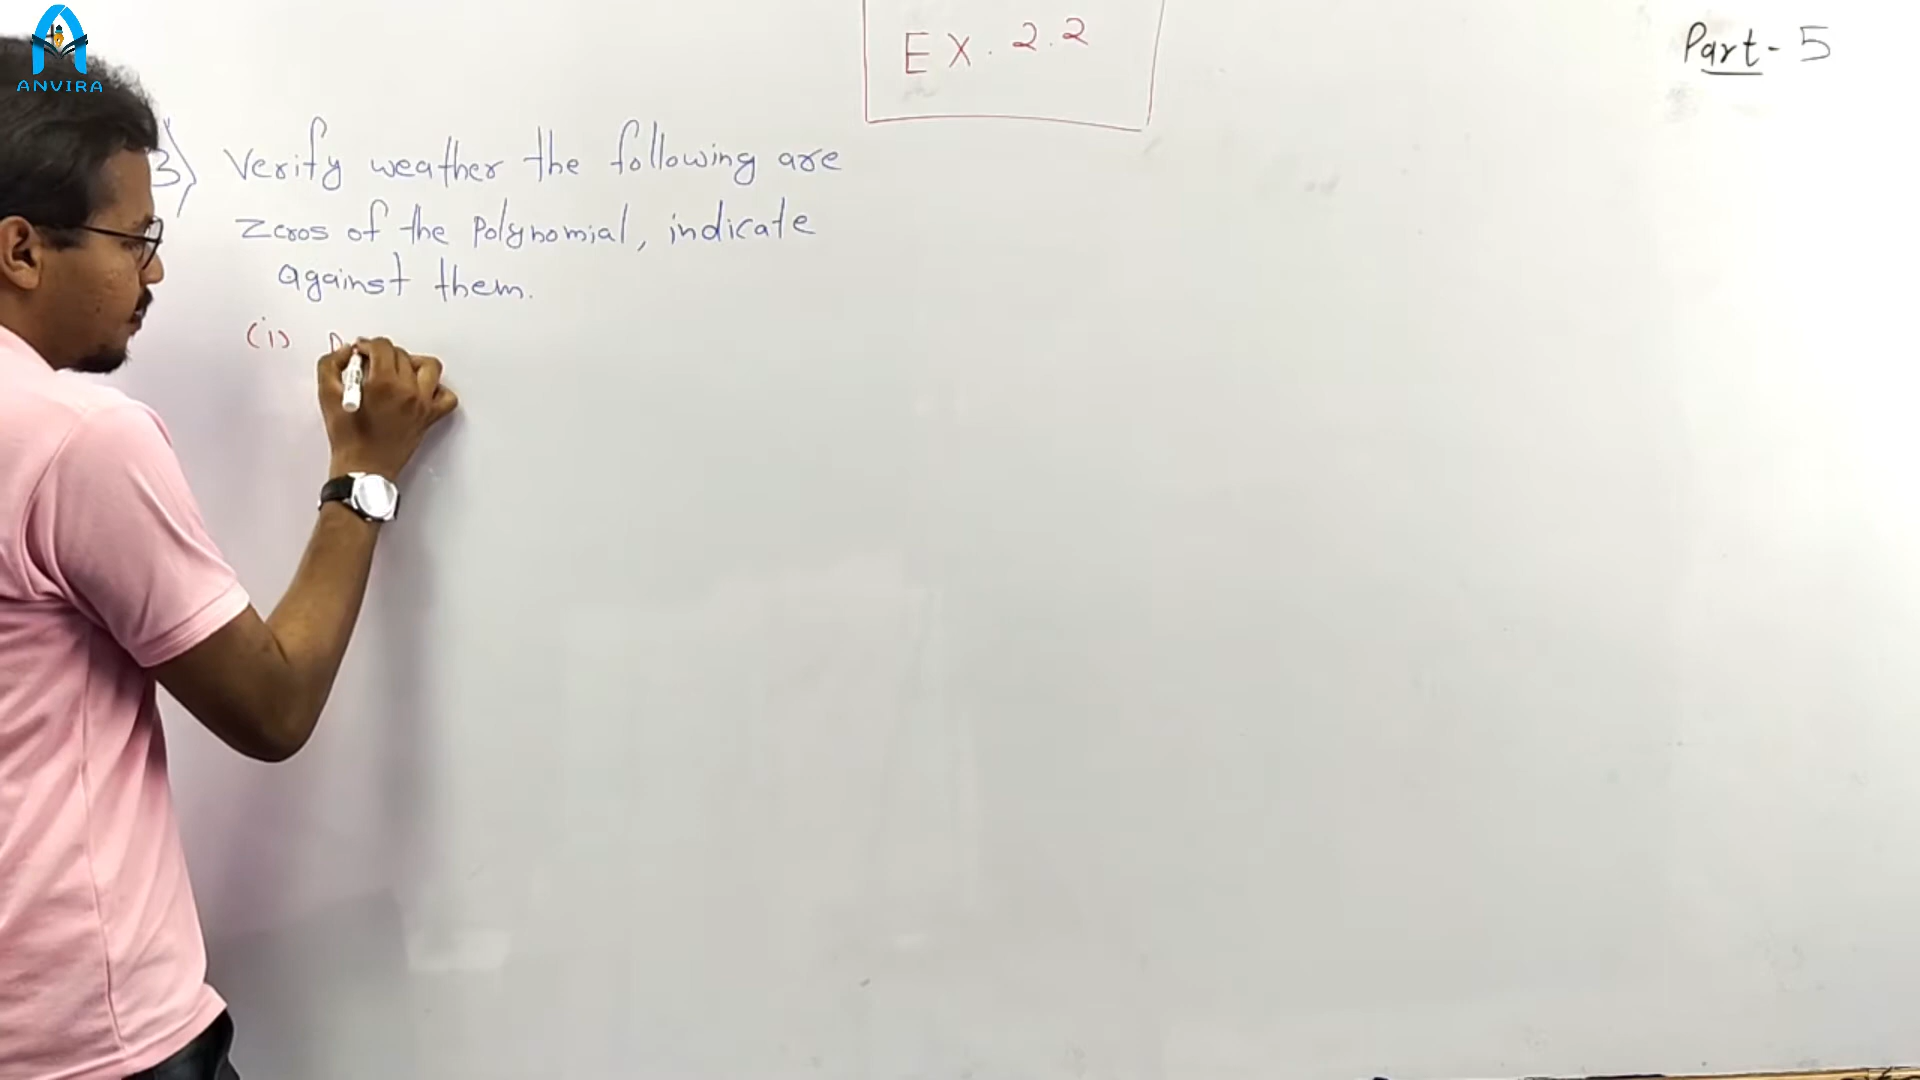 ANVIRA
EX. 2.2
Part - 5
3) Verify weather the following are
zeros of the polynomial, indicate
against them.
(i) p